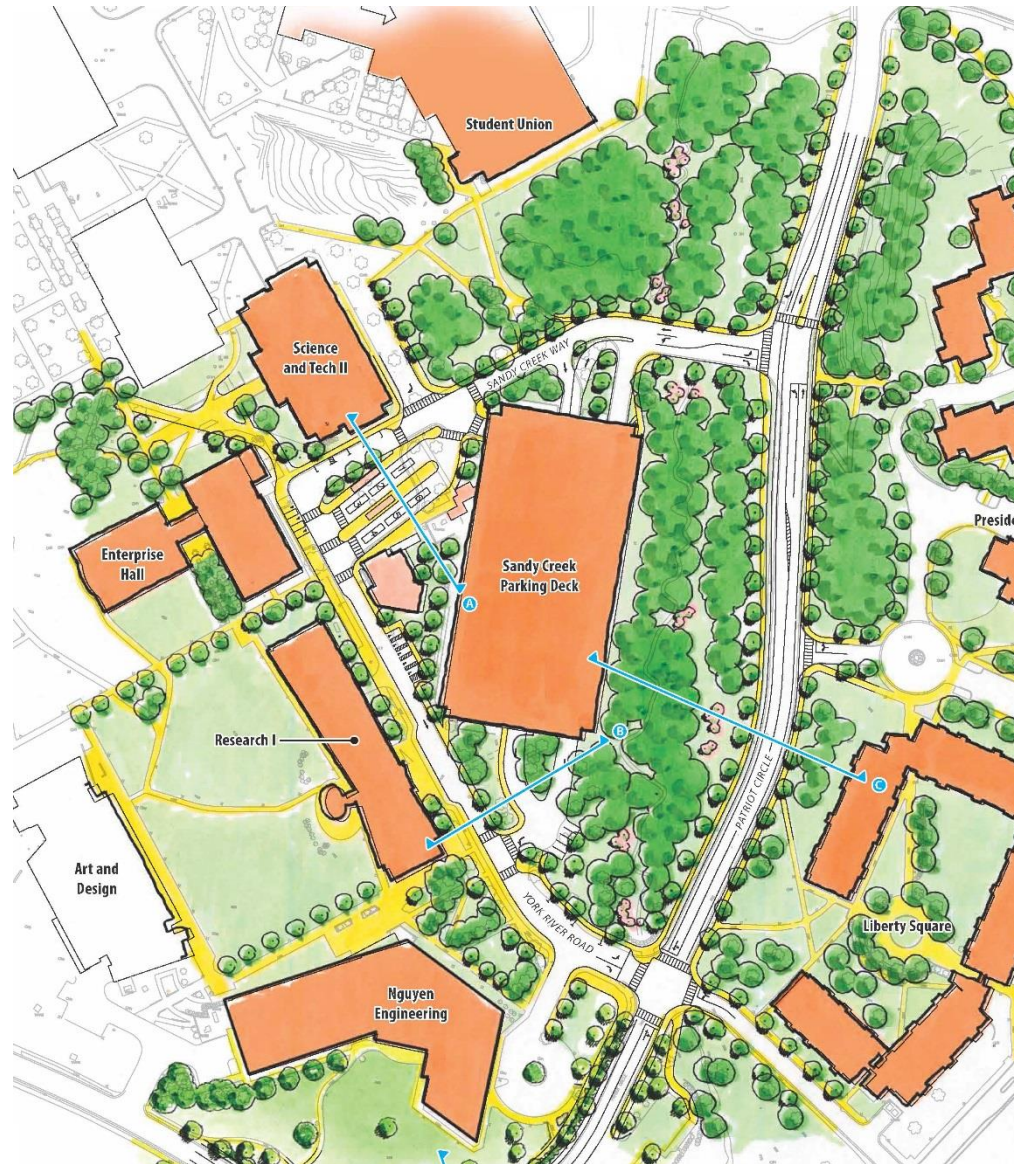 Student Union
SANDY CREEK WAY
Science
and Tech II
Enterprise
Hall
Sandy Creek
Parking Deck
Preside
A
Research I
B
C
PATRIOT CIRCLE
Art and
Design
YORK RIVER ROAD
Liberty Square
Nguyen
Engineering